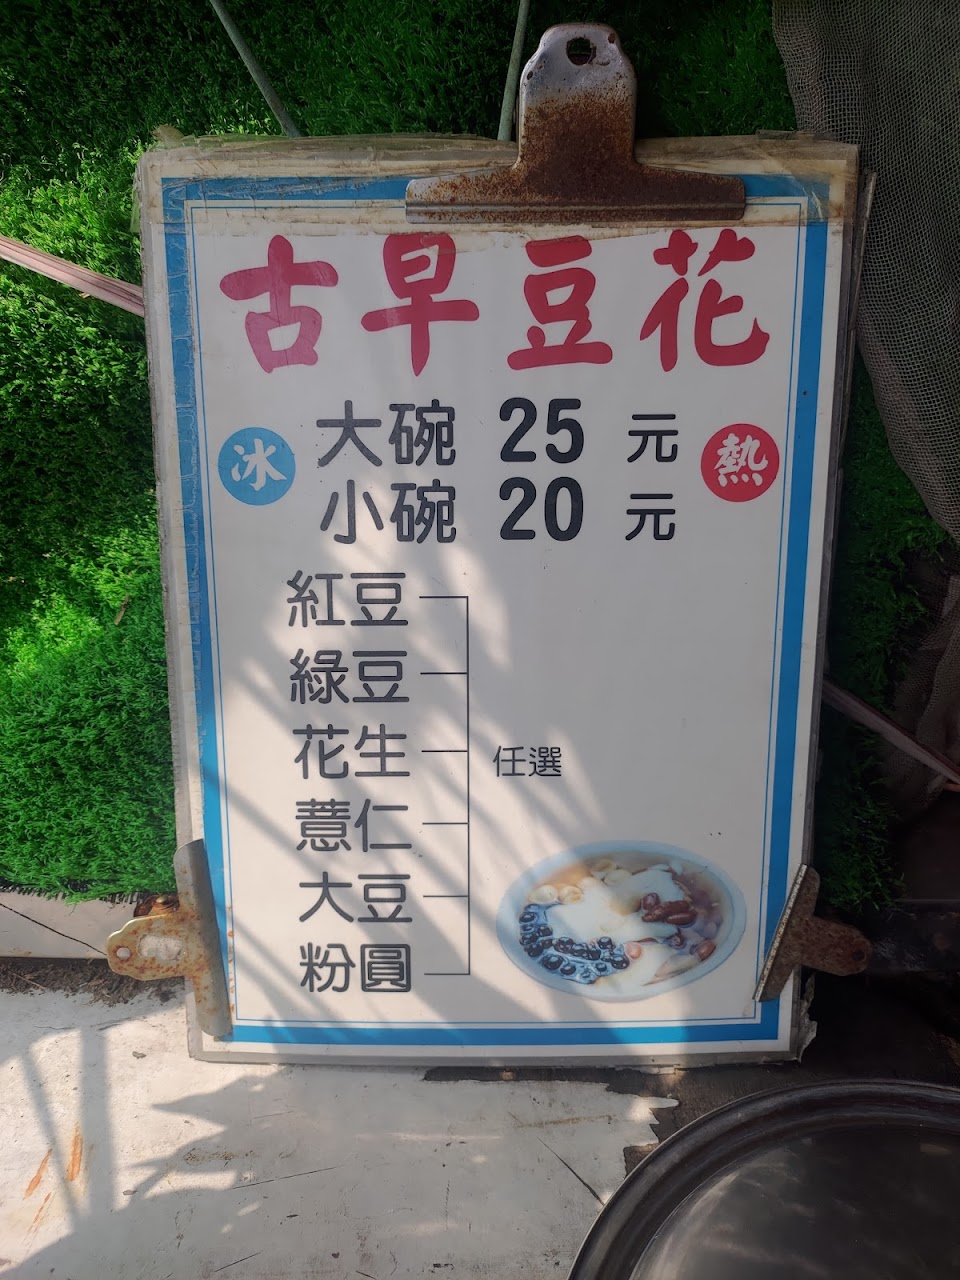 古早豆花
冰
大碗 25 元
小碗 20 元
熱
紅豆
綠豆
花生
薏仁
大豆
粉圓
任選